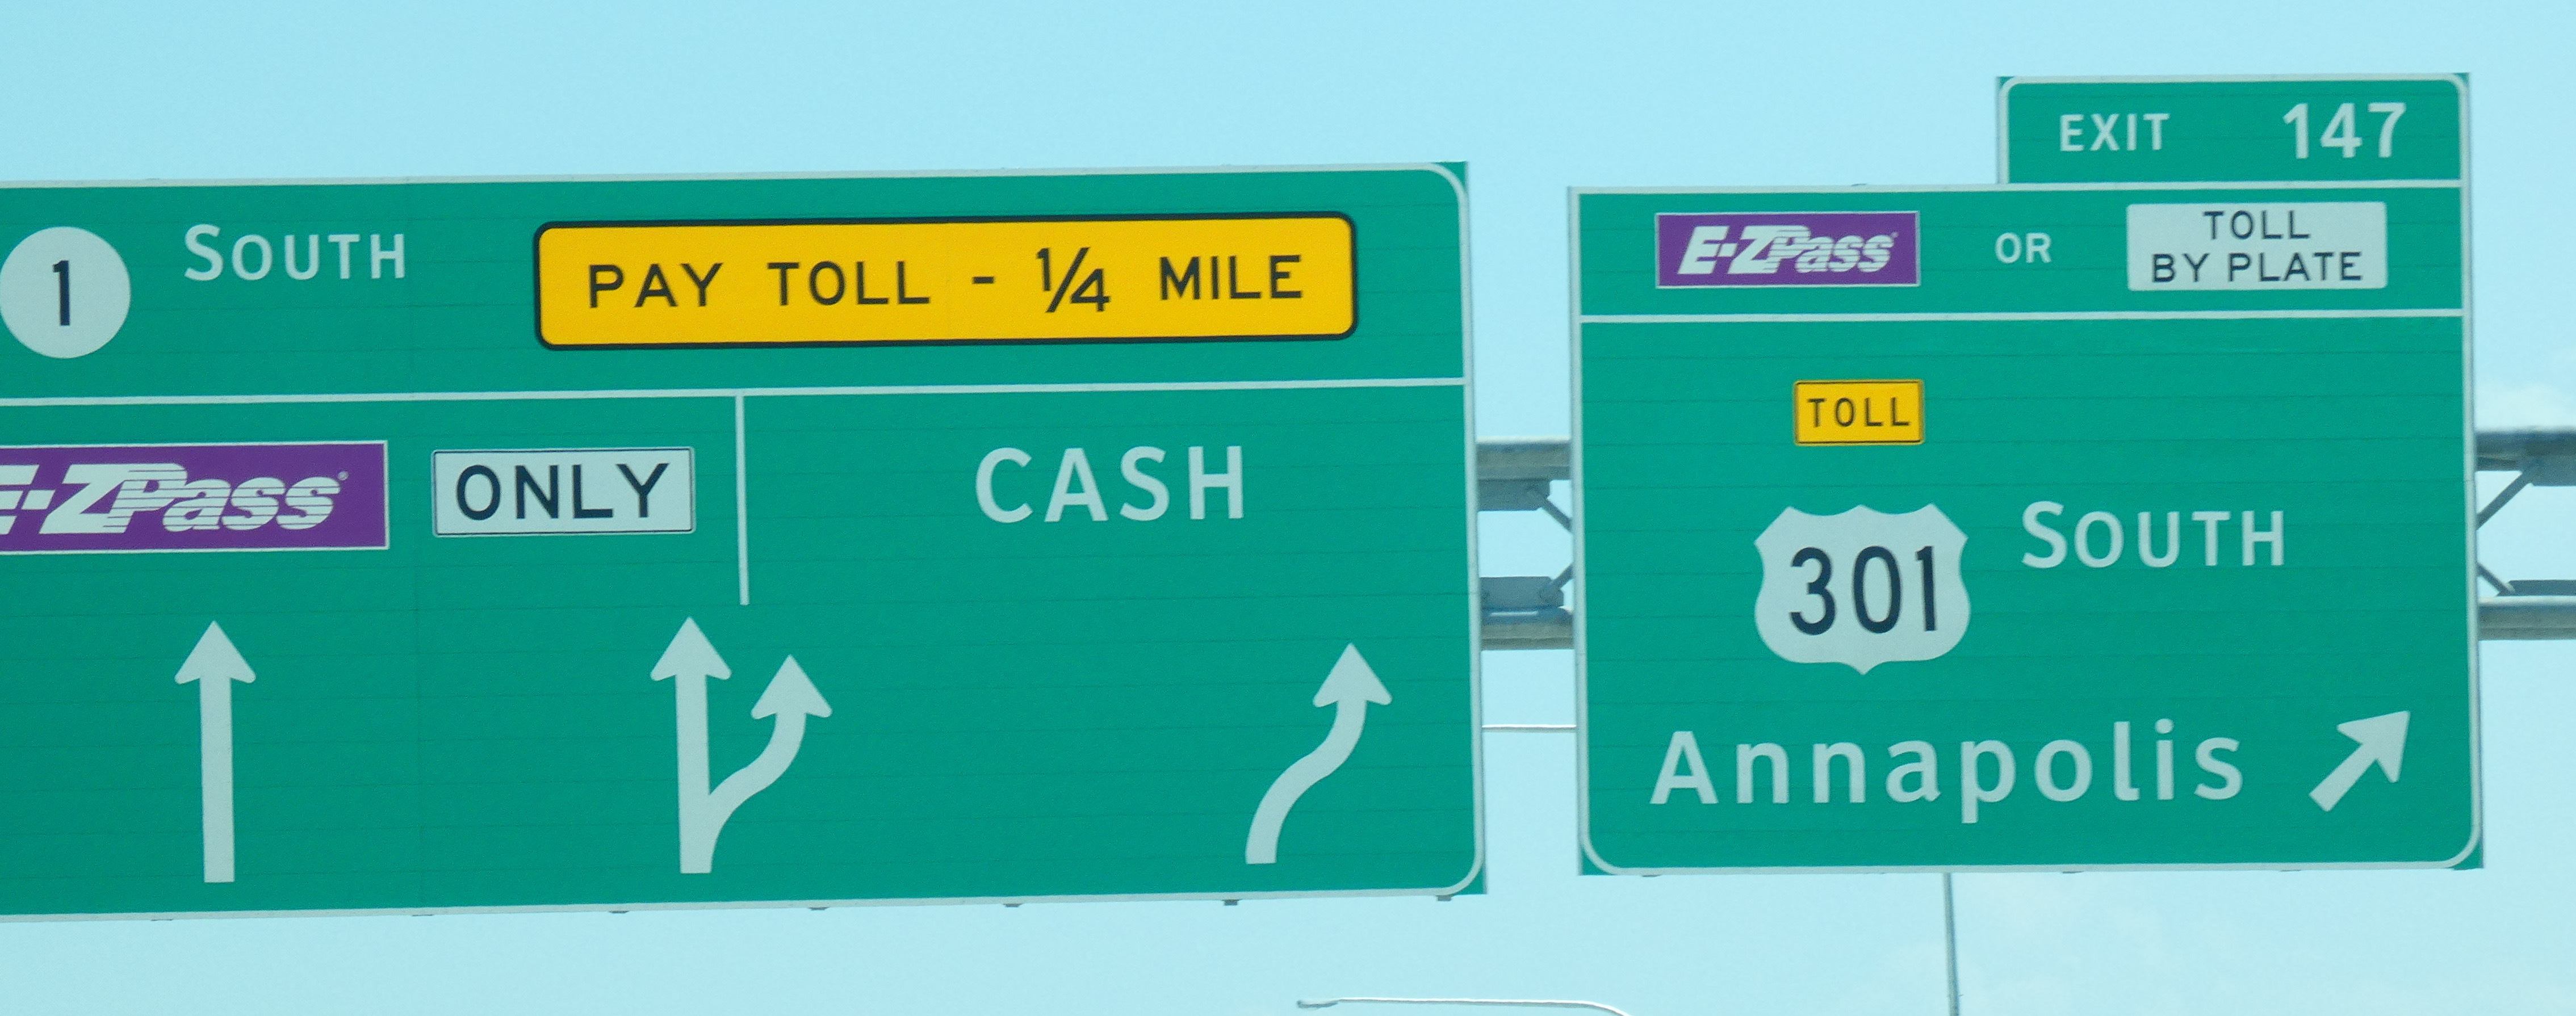 1 SOUTH PAY TOLL - ¼ MILE
E-ZPass ONLY CASH
EXIT 147
E-ZPass OR TOLL BY PLATE
TOLL
301 SOUTH
Annapolis